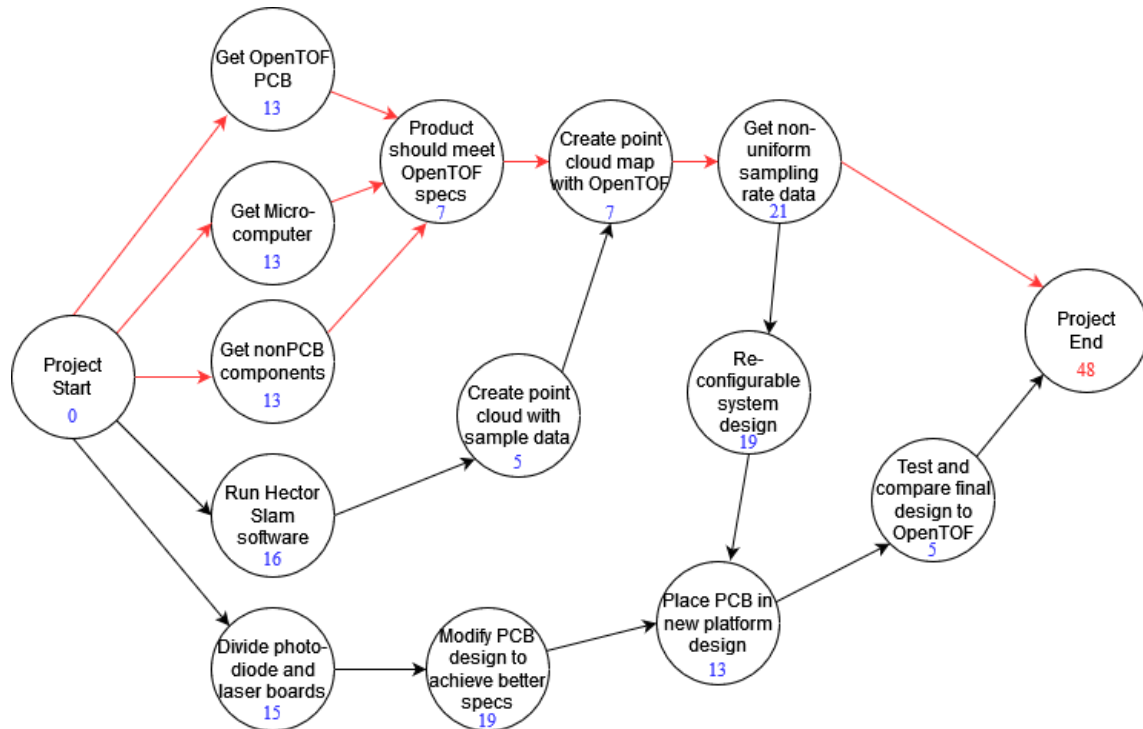 Get OpenTOF
PCB
13
Product
should meet
OpenTOF
specs
7
Create point
cloud map
with OpenTOF
7
Get non-
uniform
sampling
rate data
21
Get Micro-
computer
13
Project
End
48
Get nonPCB
components
13
Project
Start
0
Re-
configurable
system
design
19
Create point
cloud with
sample data
5
Run Hector
Slam
software
16
Test and
compare final
design to
OpenTOF
5
Divide photo-
diode and
laser boards
15
Modify PCB
design to
achieve better
specs
19
Place PCB in
new platform
design
13